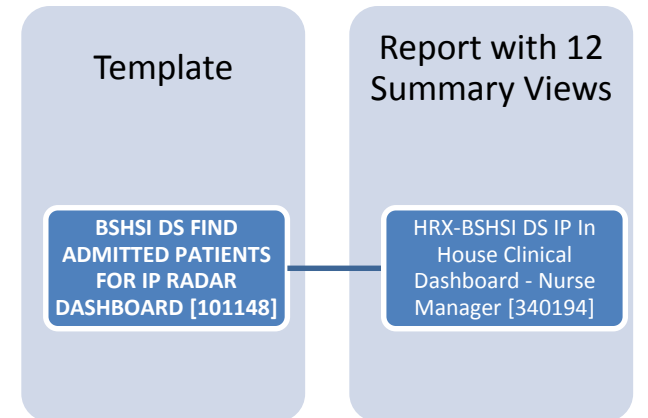 Template
Report with 12
Summary Views
BSHSI DS FIND
ADMITTED PATIENTS
FOR IP RADAR
DASHBOARD [101148]
HRX-BSHSI DS IP In
House Clinical
Dashboard - Nurse
Manager [340194]